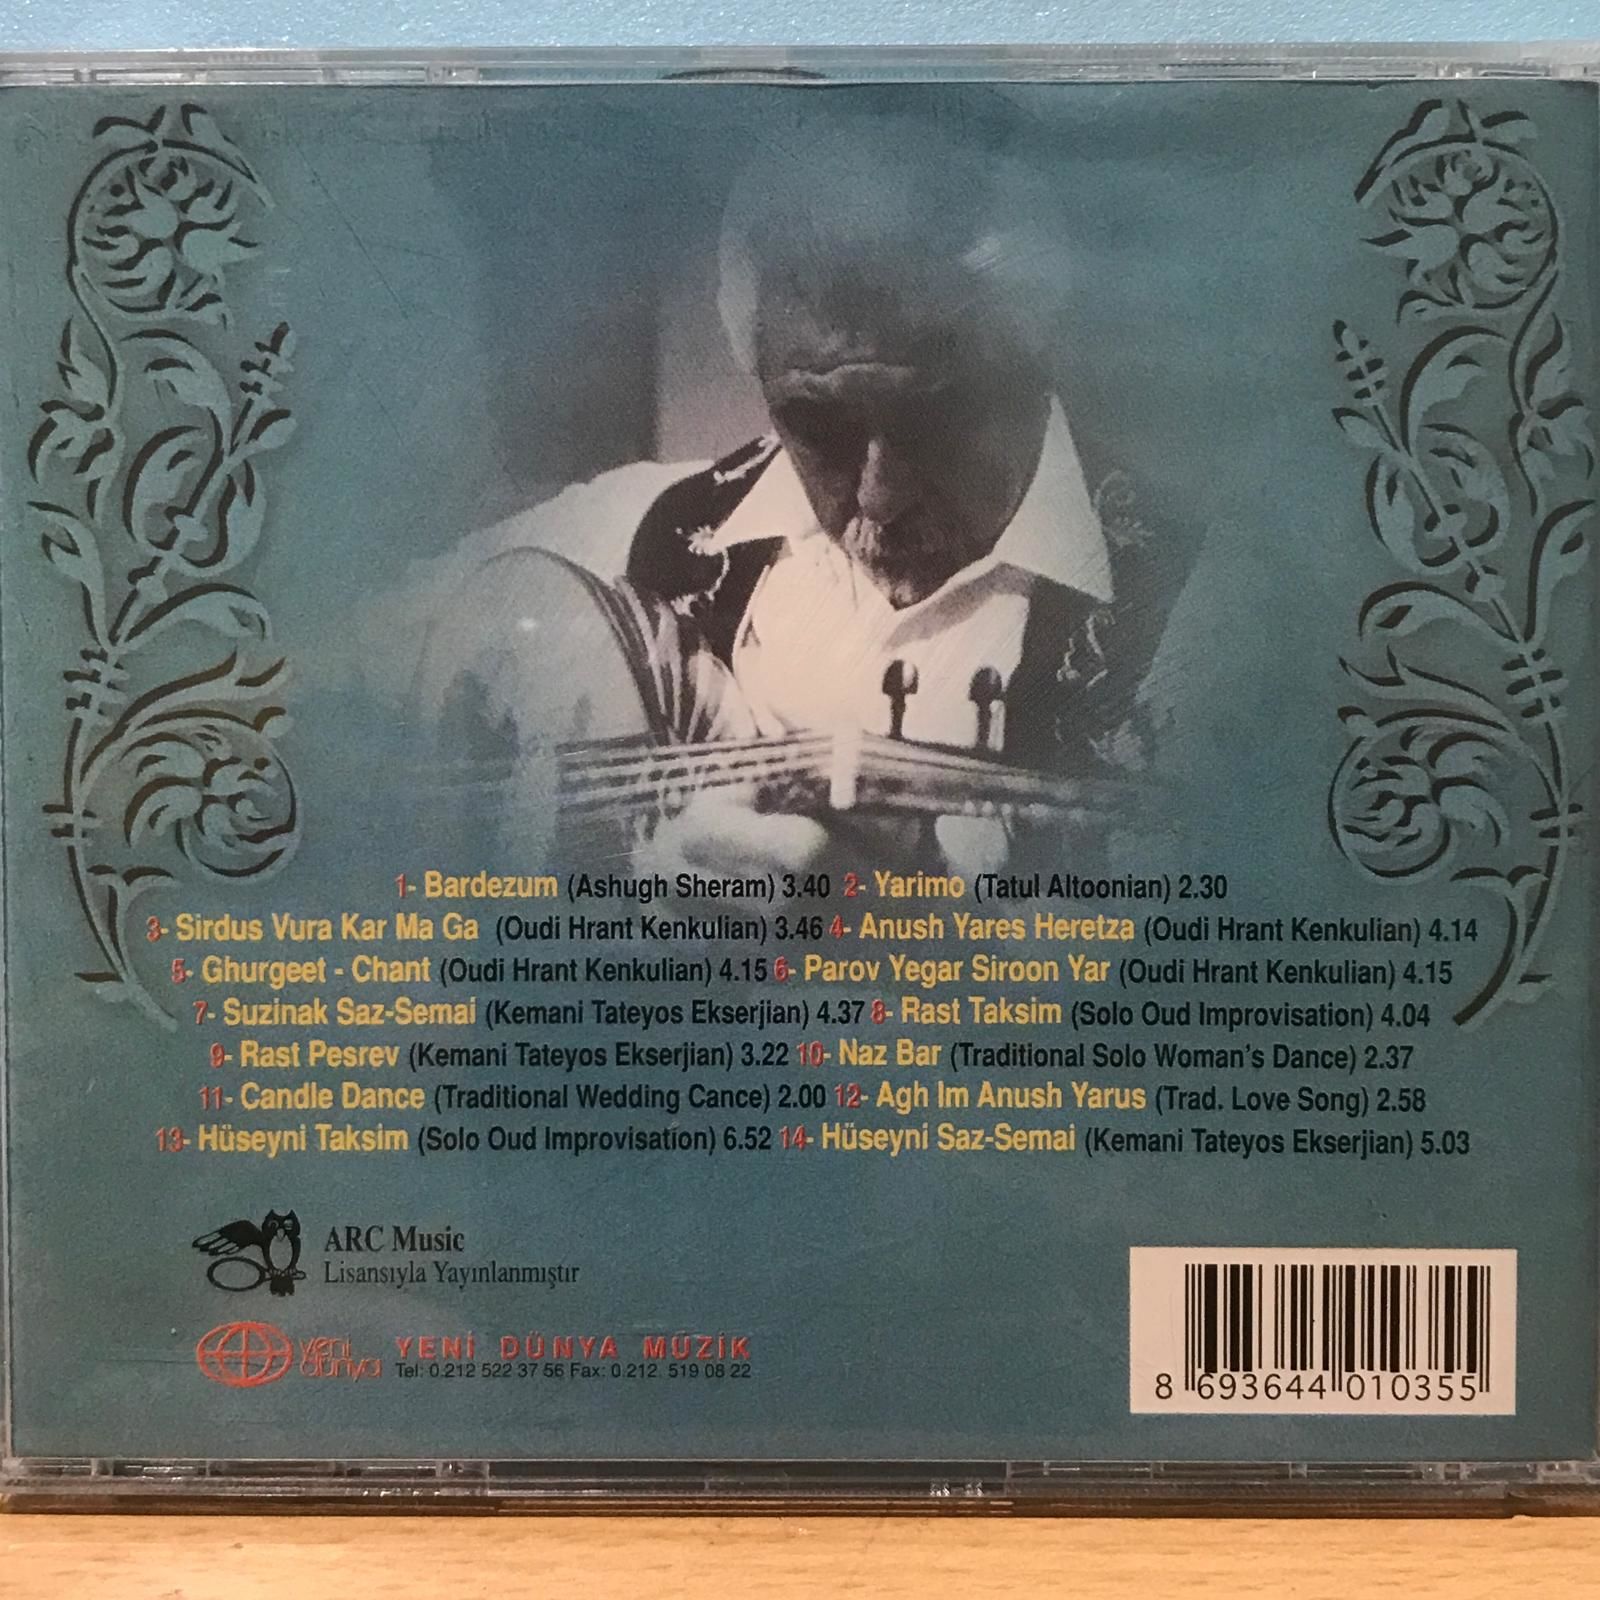 1- Bardezum (Ashugh Sheram) 3.40 2- Yarimo (Tatul Altoonian) 2.30
3- Sirdus Vura Kar Ma Ga (Oudi Hrant Kenkulian) 3.46 4- Anush Yares Heretza (Oudi Hrant Kenkulian) 4.14
5- Ghurgeet - Chant (Oudi Hrant Kenkulian) 4.15 6- Parov Yegar Siroon Yar (Oudi Hrant Kenkulian) 4.15
7- Suzinak Saz-Semai (Kemani Tateyos Ekserjian) 4.37 8- Rast Taksim (Solo Oud Improvisation) 4.04
9- Rast Pesrev (Kemani Tateyos Ekserjian) 3.22 10- Naz Bar (Traditional Solo Woman's Dance) 2.37
11- Candle Dance (Traditional Wedding Cance) 2.00 12- Agh Im Anush Yarus (Trad. Love Song) 2.58
13- Hüseyni Taksim (Solo Oud Improvisation) 6.52 14- Hüseyni Saz-Semai (Kemani Tateyos Ekserjian) 5.03
ARC Music
Lisansıyla Yayınlanmıştır
yeni
dünya
YENİ DÜNYA MÜZİK
Tel: 0.212 522 37 56 Fax: 0.212. 519 08 22
8 693644 010355